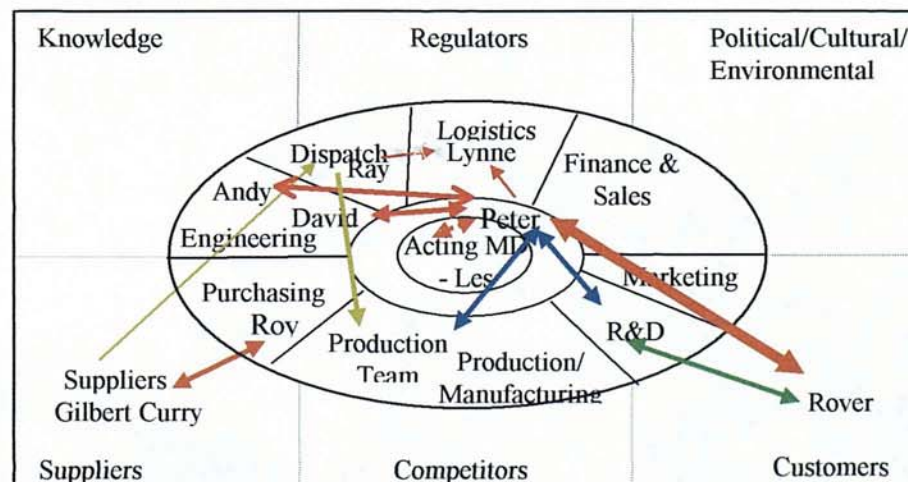 Knowledge
Regulators
Political/Cultural/
Environmental
Logistics
Lynne
Dispatch
Ray
Finance &
Sales
Andy
David
Peter
Engineering
Acting MD
- Les
Marketing
Purchasing
Roy
R&D
Production
Team
Production/
Manufacturing
Suppliers
Gilbert Curry
Rover
Suppliers
Competitors
Customers